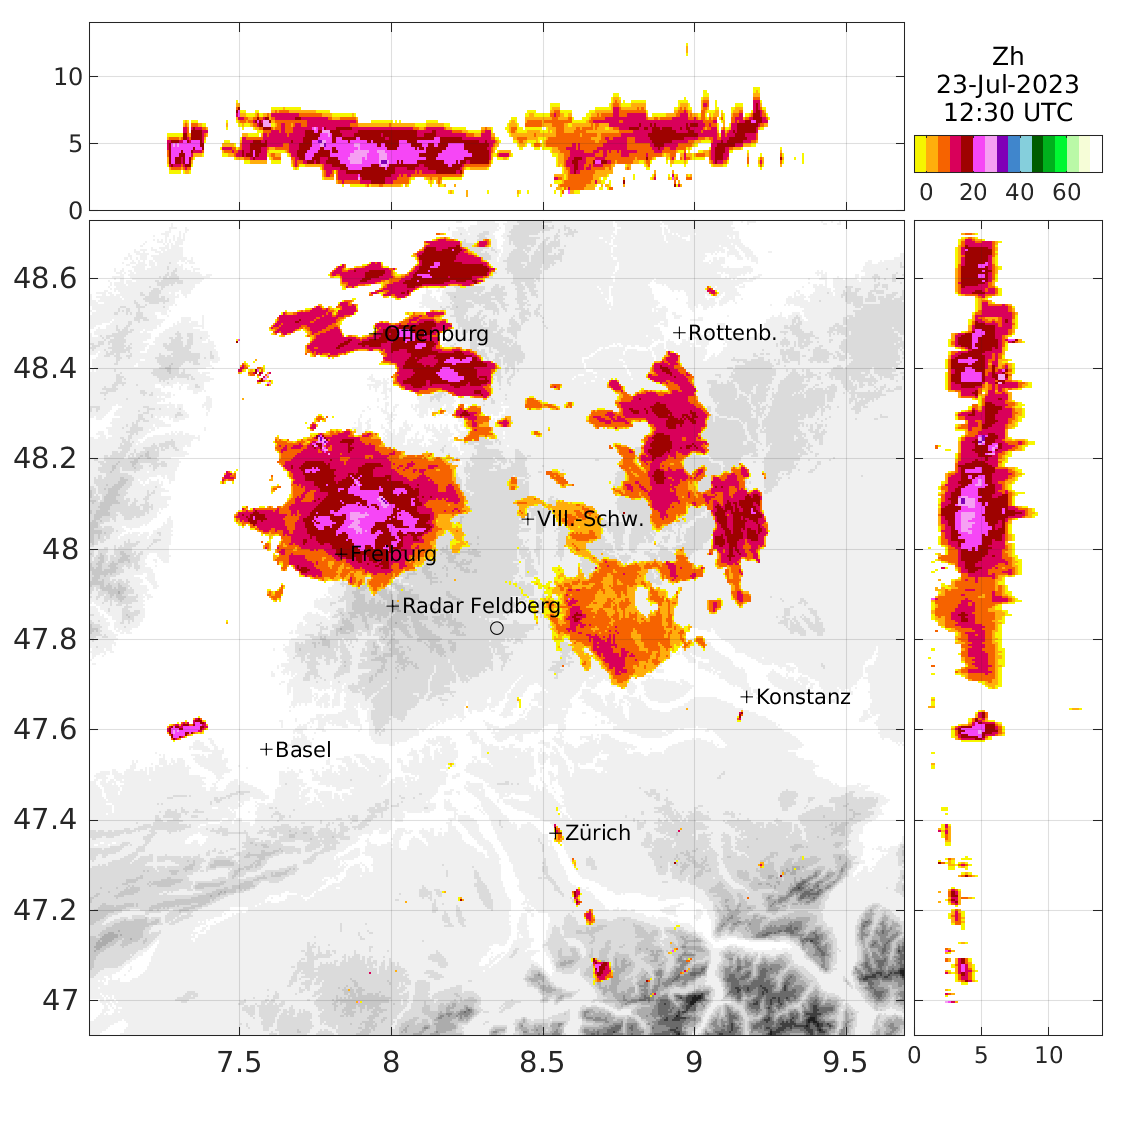 Zh
23-Jul-2023
12:30 UTC
0 20 40 60
10
5
0
48.6
48.4
48.2
48
47.8
47.6
47.4
47.2
47
Offenburg
Rottenb.
Vill.-Schw.
Freiburg
Radar Feldberg
Konstanz
Basel
Zürich
7.5 8 8.5 9 9.5
0 5 10